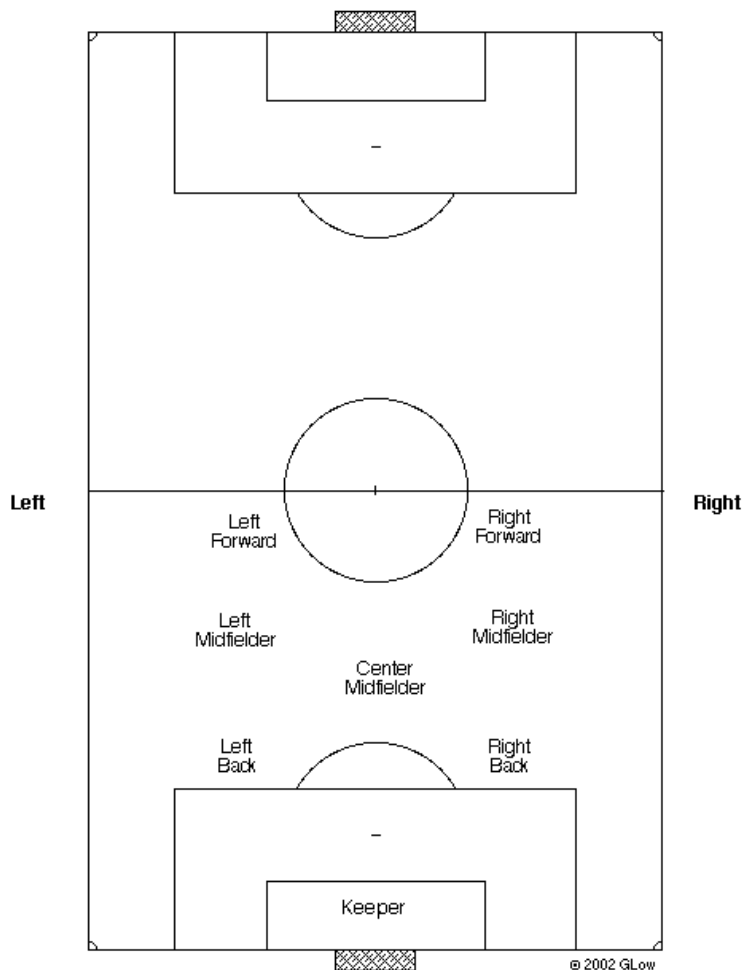 Left
Right
Left
Forward
Right
Forward
Left
Midfielder
Right
Midfielder
Center
Midfielder
Left
Back
Right
Back
Keeper
© 2002 GLow